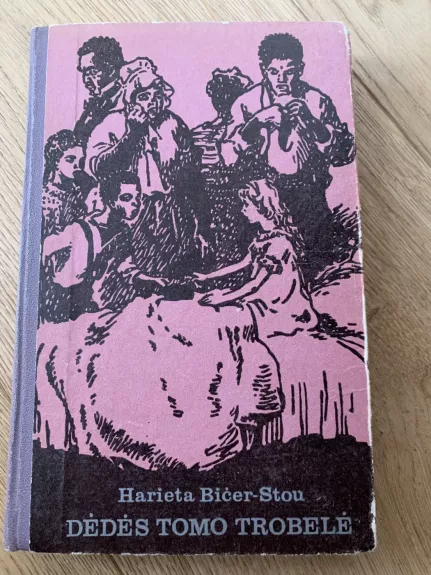 Harieta Bičer-Stou
DĖDĖS TOMO TROBELĖ